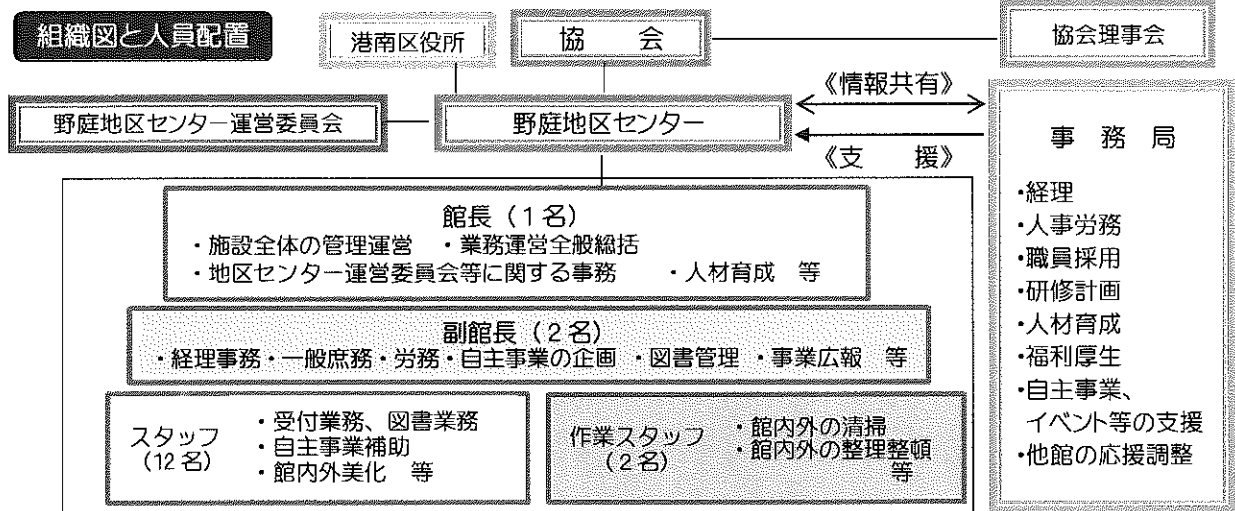 組織図と人員配置
港南区役所
協 会
協会理事会
野庭地区センター運営委員会
野庭地区センター
《情報共有》
《支 援》
館長（1名）
・施設全体の管理運営 ・業務運営全般総括
・地区センター運営委員会等に関する事務 ・人材育成 等
副館長（2名）
・経理事務・一般庶務・労務・自主事業の企画 ・図書管理 ・事業広報 等
スタッフ
（12名）
・受付業務、図書業務
・自主事業補助
・館内外美化 等
作業スタッフ
（2名）
・館内外の清掃
・館内外の整理整頓
等
事 務 局
・経理
・人事労務
・職員採用
・研修計画
・人材育成
・福利厚生
・自主事業、
イベント等の支援
・他館の応援調整